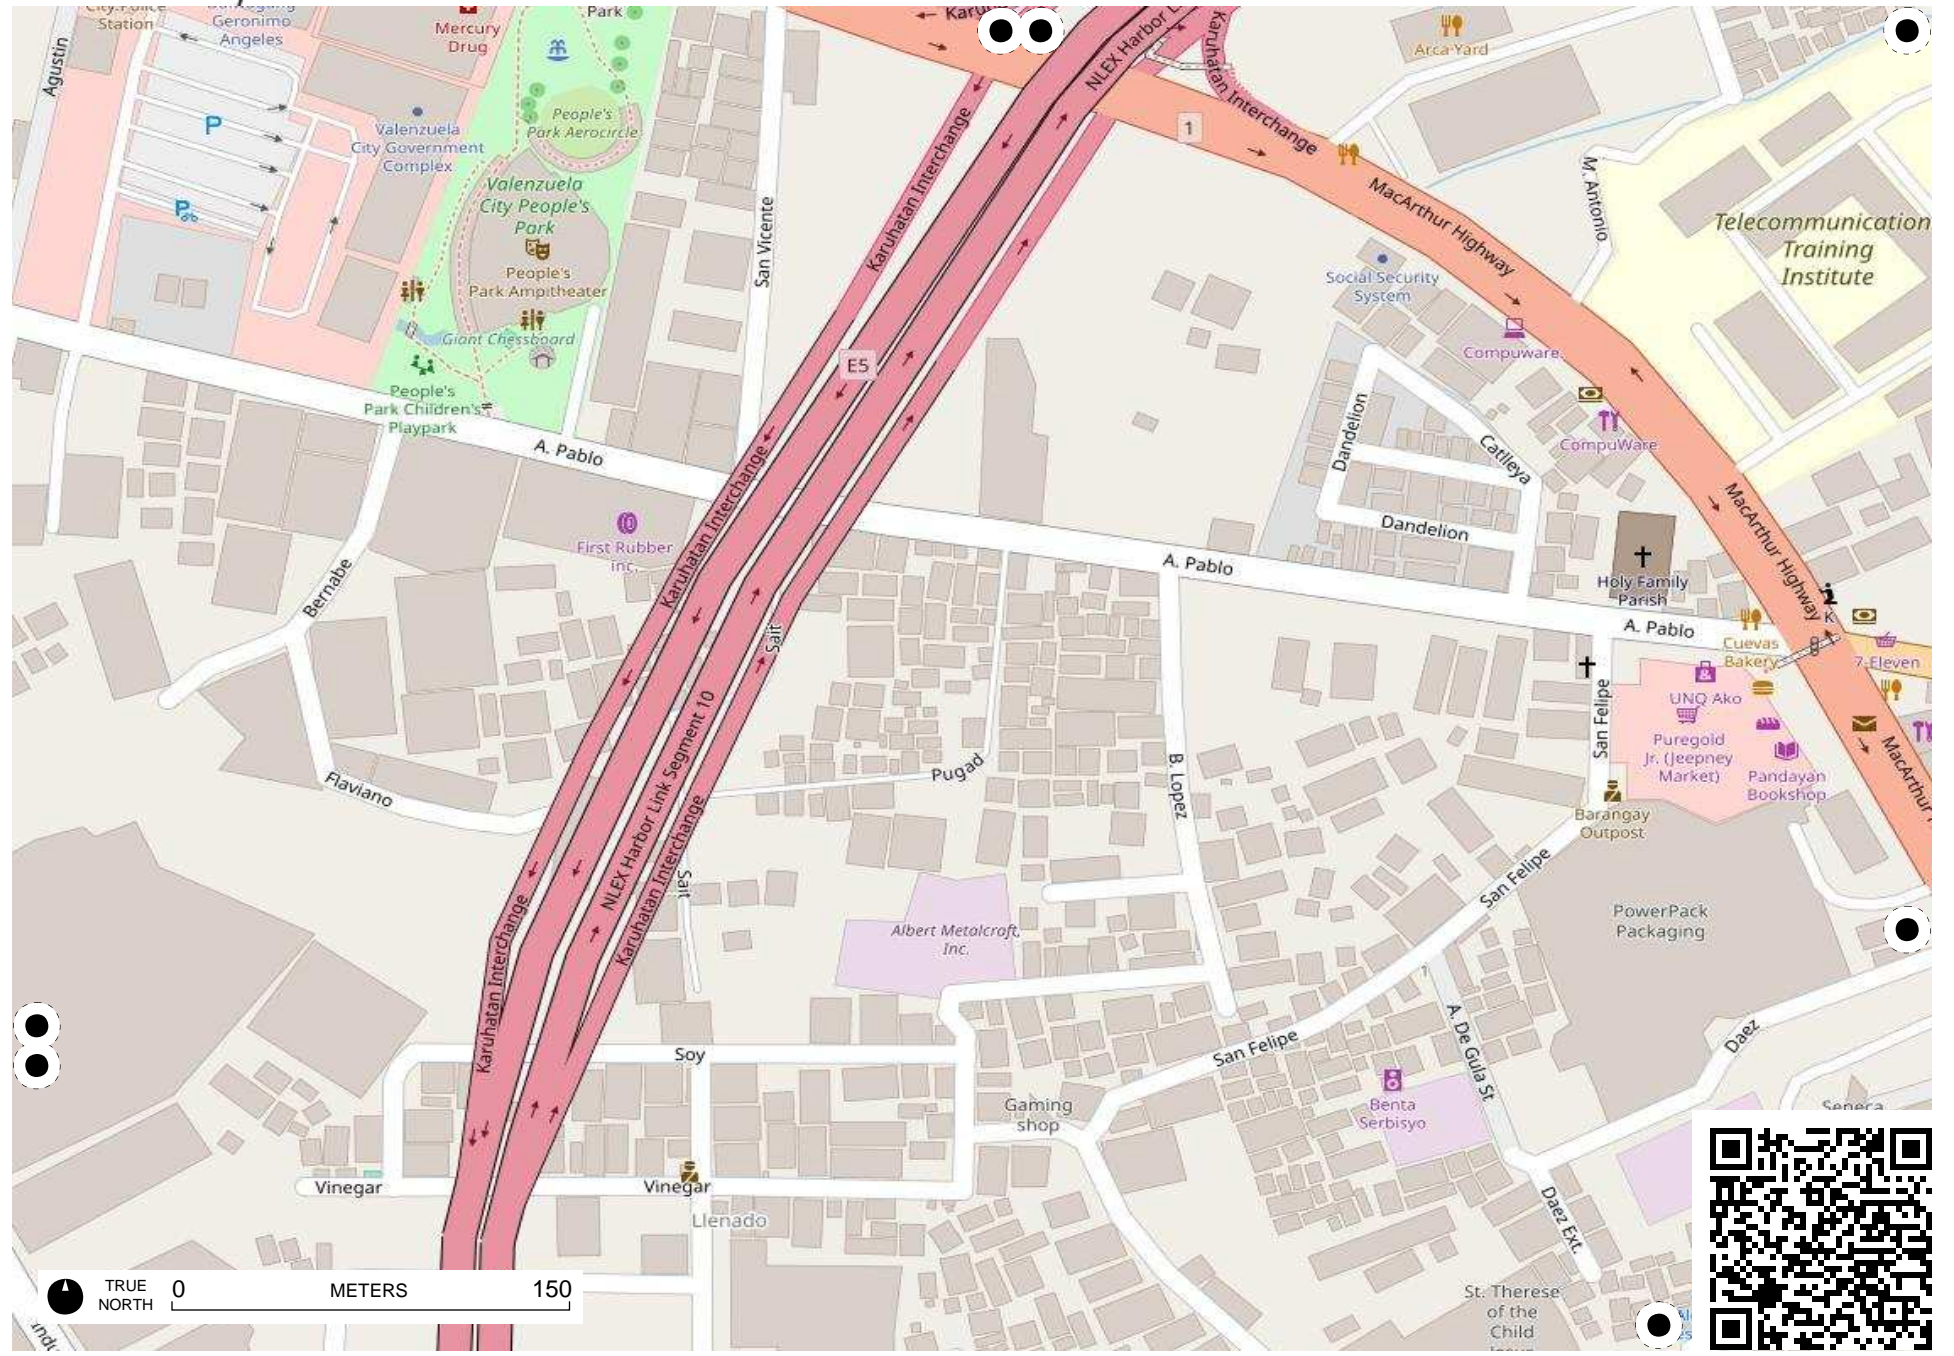 City Police
Station
Geronimo
Angeles
Mercury
Drug
Park
Agustin
P
Valenzuela
City Government
Complex
People's
Park Aerocircle
Valenzuela
City People's
Park
People's
Park Ampitheater
Giant Chessboard
People's
Park Children's
Playpark
San Vicente
A. Pablo
Karuhatan Interchange
NLEX Harbor
Karuhatan Interchange
1
Arca Yard
MacArthur Highway
M. Antonio
Telecommunication
Training
Institute
Social Security
System
Compuware
CompuWare
E5
Dandelion
Catlleya
Dandelion
MacArthur Highway
Holy Family
Parish
A. Pablo
A. Pablo
Cuevas
Bakery
7-Eleven
K
UNQ Ako
Puregold
Jr. (Jeepney
Market)
Pandayan
Bookshop
MacArthur
San Felipe
Barangay
Outpost
First Rubber
inc.
Karuhatan Interchange
Bernabe
Sait
Flaviano
NLEX Harbor Link Segment 10
Karuhatan Interchange
Pugad
B. Lopez
Sait
Albert Metalcraft,
Inc.
San Felipe
PowerPack
Packaging
Karuhatan Interchange
Soy
San Felipe
A. De Gula St
Daez
Gaming
shop
Benta
Serbisyo
Seneca
Vinegar
Vinegar
Llenado
Daez Ext.
St. Therese
of the
Child
TRUE
NORTH
0 METERS 150